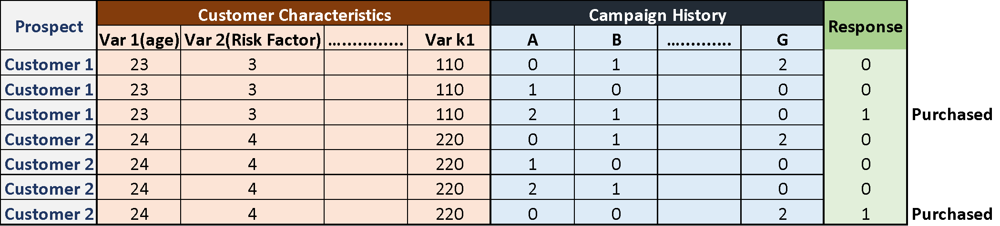 Prospect Customer Characteristics Campaign History Response
Var 1(age) Var 2(Risk Factor) ….............. Var k1 A B ….......... G
Customer 1 23 3 110 0 1 2 0
Customer 1 23 3 110 1 0 0 0
Customer 1 23 3 110 2 1 0 1 Purchased
Customer 2 24 4 220 0 1 2 0
Customer 2 24 4 220 1 0 0 0
Customer 2 24 4 220 2 1 0 0
Customer 2 24 4 220 0 0 2 1 Purchased